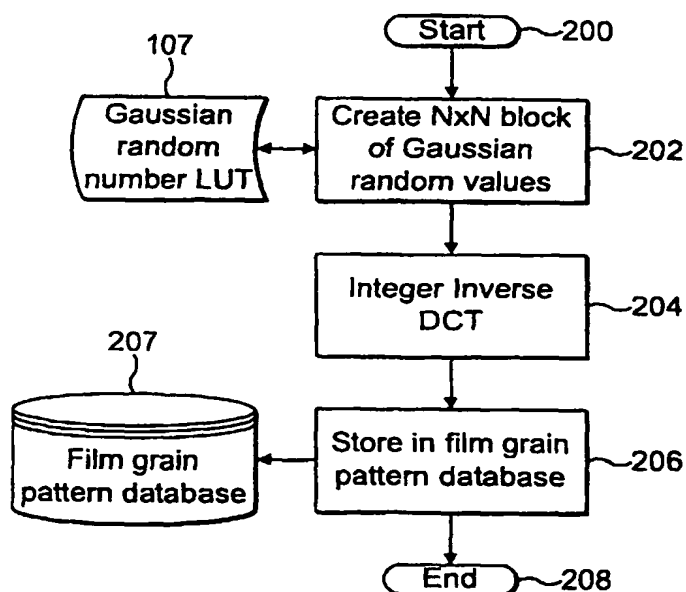 Start
200
107
Gaussian
random
number LUT
Create NxN block
of Gaussian
random values
202
Integer Inverse
DCT
204
207
Film grain
pattern database
Store in film grain
pattern database
206
End
208